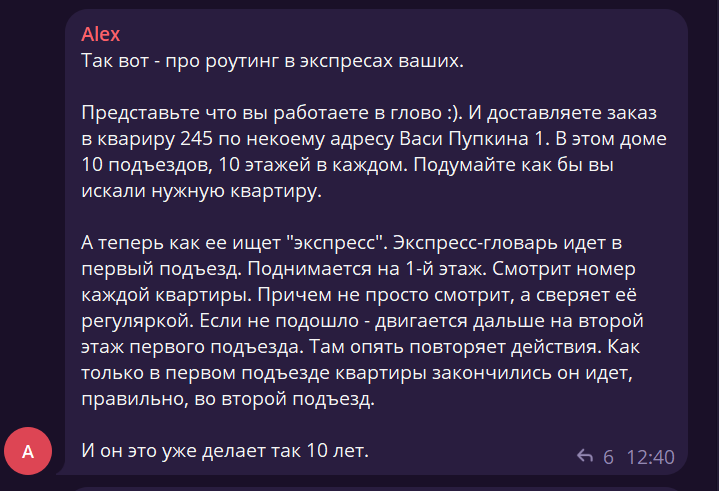 Alex
Так вот - про роутинг в экспресах ваших.
Представьте что вы работаете в глово :). И доставляете заказ
в квариру 245 по некоему адресу Васи Пупкина 1. В этом доме
10 подъездов, 10 этажей в каждом. Подумайте как бы вы
искали нужную квартиру.
А теперь как ее ищет "экспресс". Экспресс-гловарь идет в
первый подъезд. Поднимается на 1-й этаж. Смотрит номер
каждой квартиры. Причем не просто смотрит, а сверяет её
регуляркой. Если не подошло - двигается дальше на второй
этаж первого подъезда. Там опять повторяет действия. Как
только в первом подъезде квартиры закончились он идет,
правильно, во второй подъезд.
И он это уже делает так 10 лет.
6 12:40
A